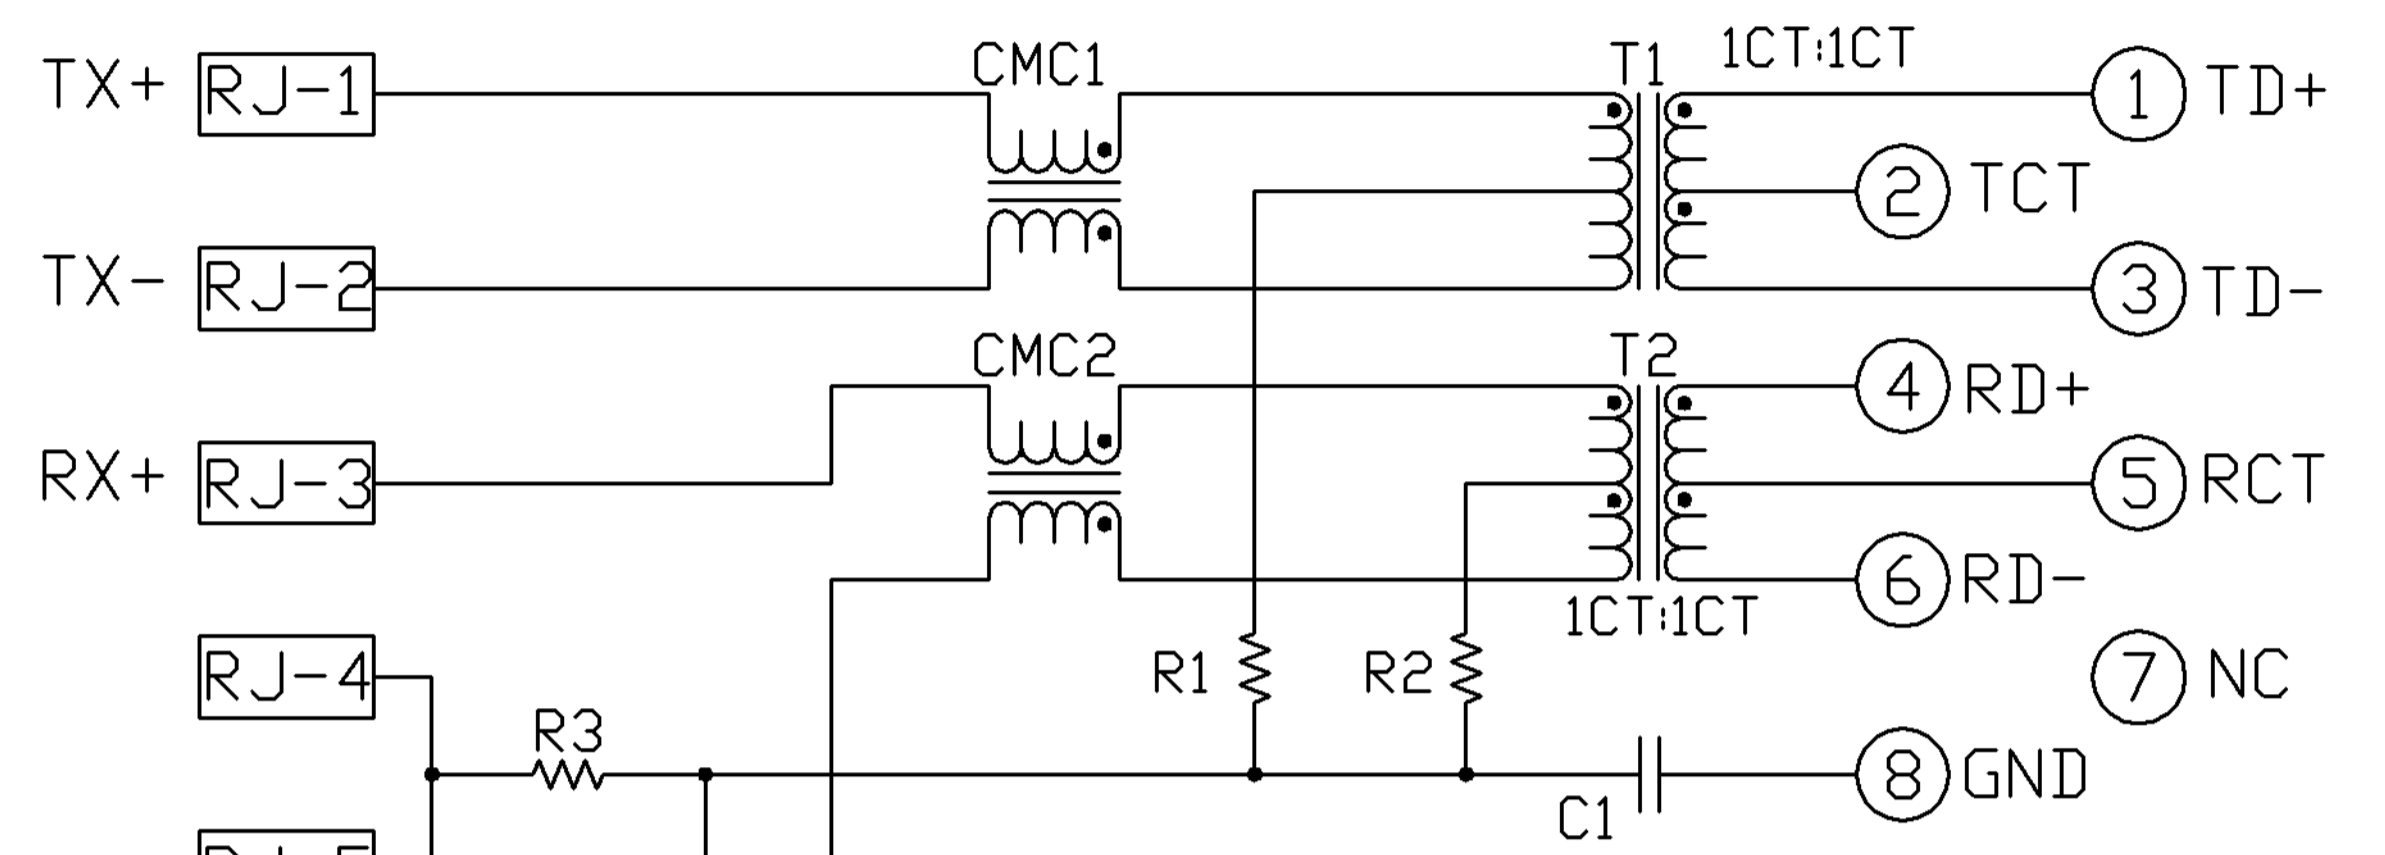 TX+ RJ-1 CMC1 T1 1CT:1CT 1 TD+
2 TCT
TX- RJ-2 3 TD-
CMC2 T2 4 RD+
RX+ RJ-3 5 RCT
6 RD-
1CT:1CT
RJ-4 R1 R2 7 NC
R3
8 GND
C1